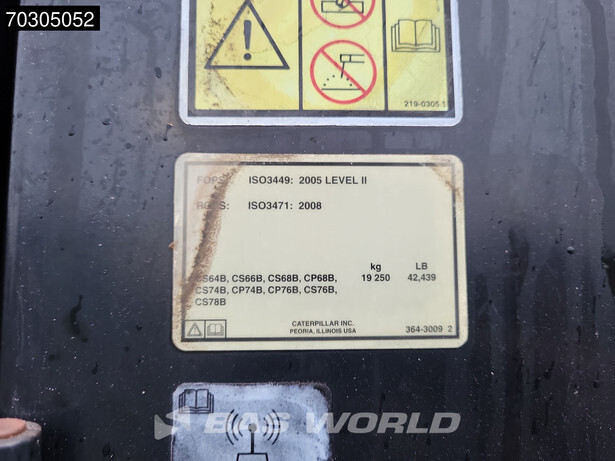 70305052
219-0305 1
FOPS: ISO3449: 2005 LEVEL II
ROPS: ISO3471: 2008
kg LB
CS64B, CS66B, CS68B, CP68B, 19 250 42,439
CS74B, CP74B, CP76B, CS76B,
CS78B
CATERPILLAR INC.
PEORIA, ILLINOIS USA
364-3009 2
BAS WORLD